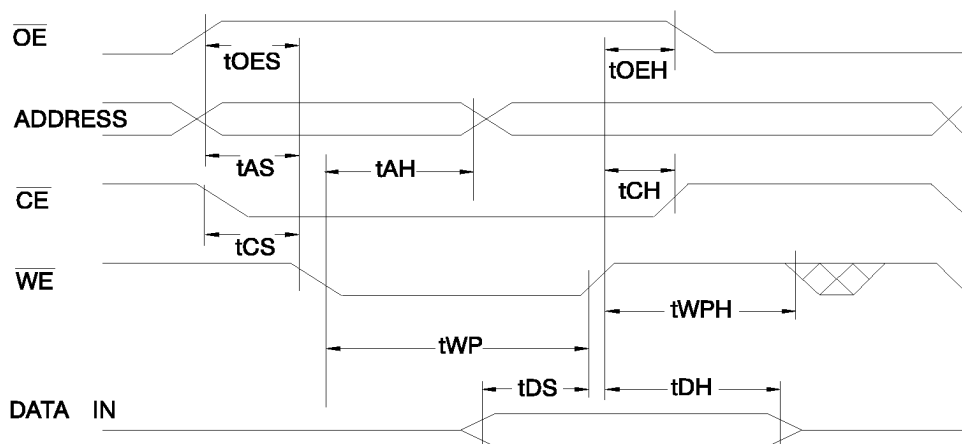 OE
tOES
tOEH
ADDRESS
tAS
tAH
tCH
CE
tCS
WE
tWPH
tWP
tDS
tDH
DATA IN